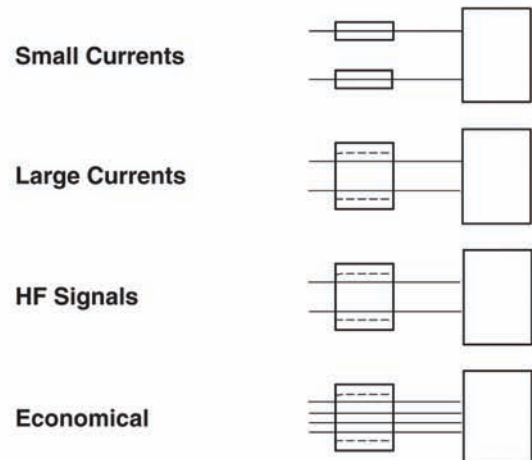 Small Currents
Large Currents
HF Signals
Economical